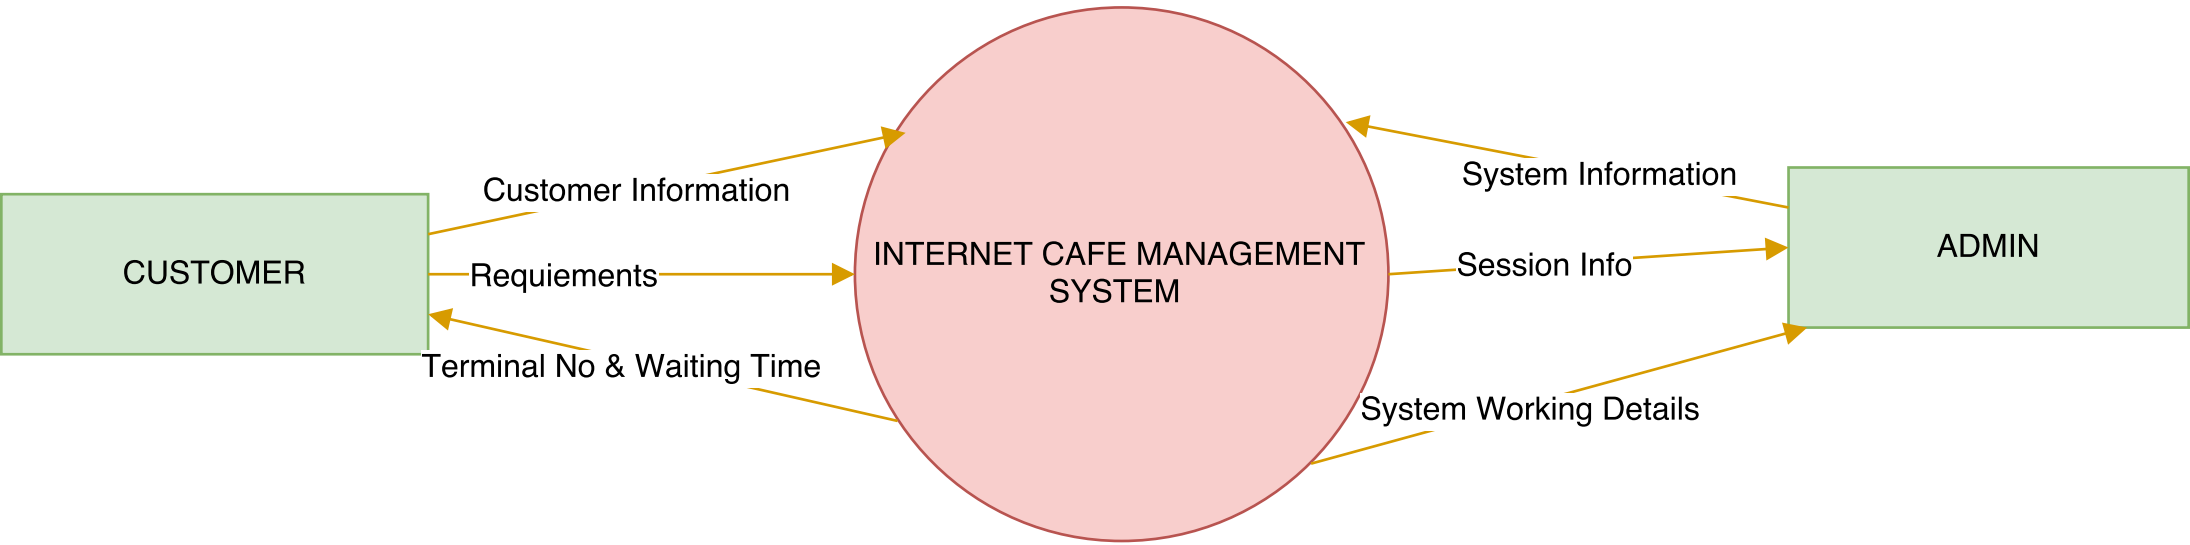 CUSTOMER
Customer Information
Requiements
Terminal No & Waiting Time
INTERNET CAFE MANAGEMENT
SYSTEM
System Information
Session Info
System Working Details
ADMIN